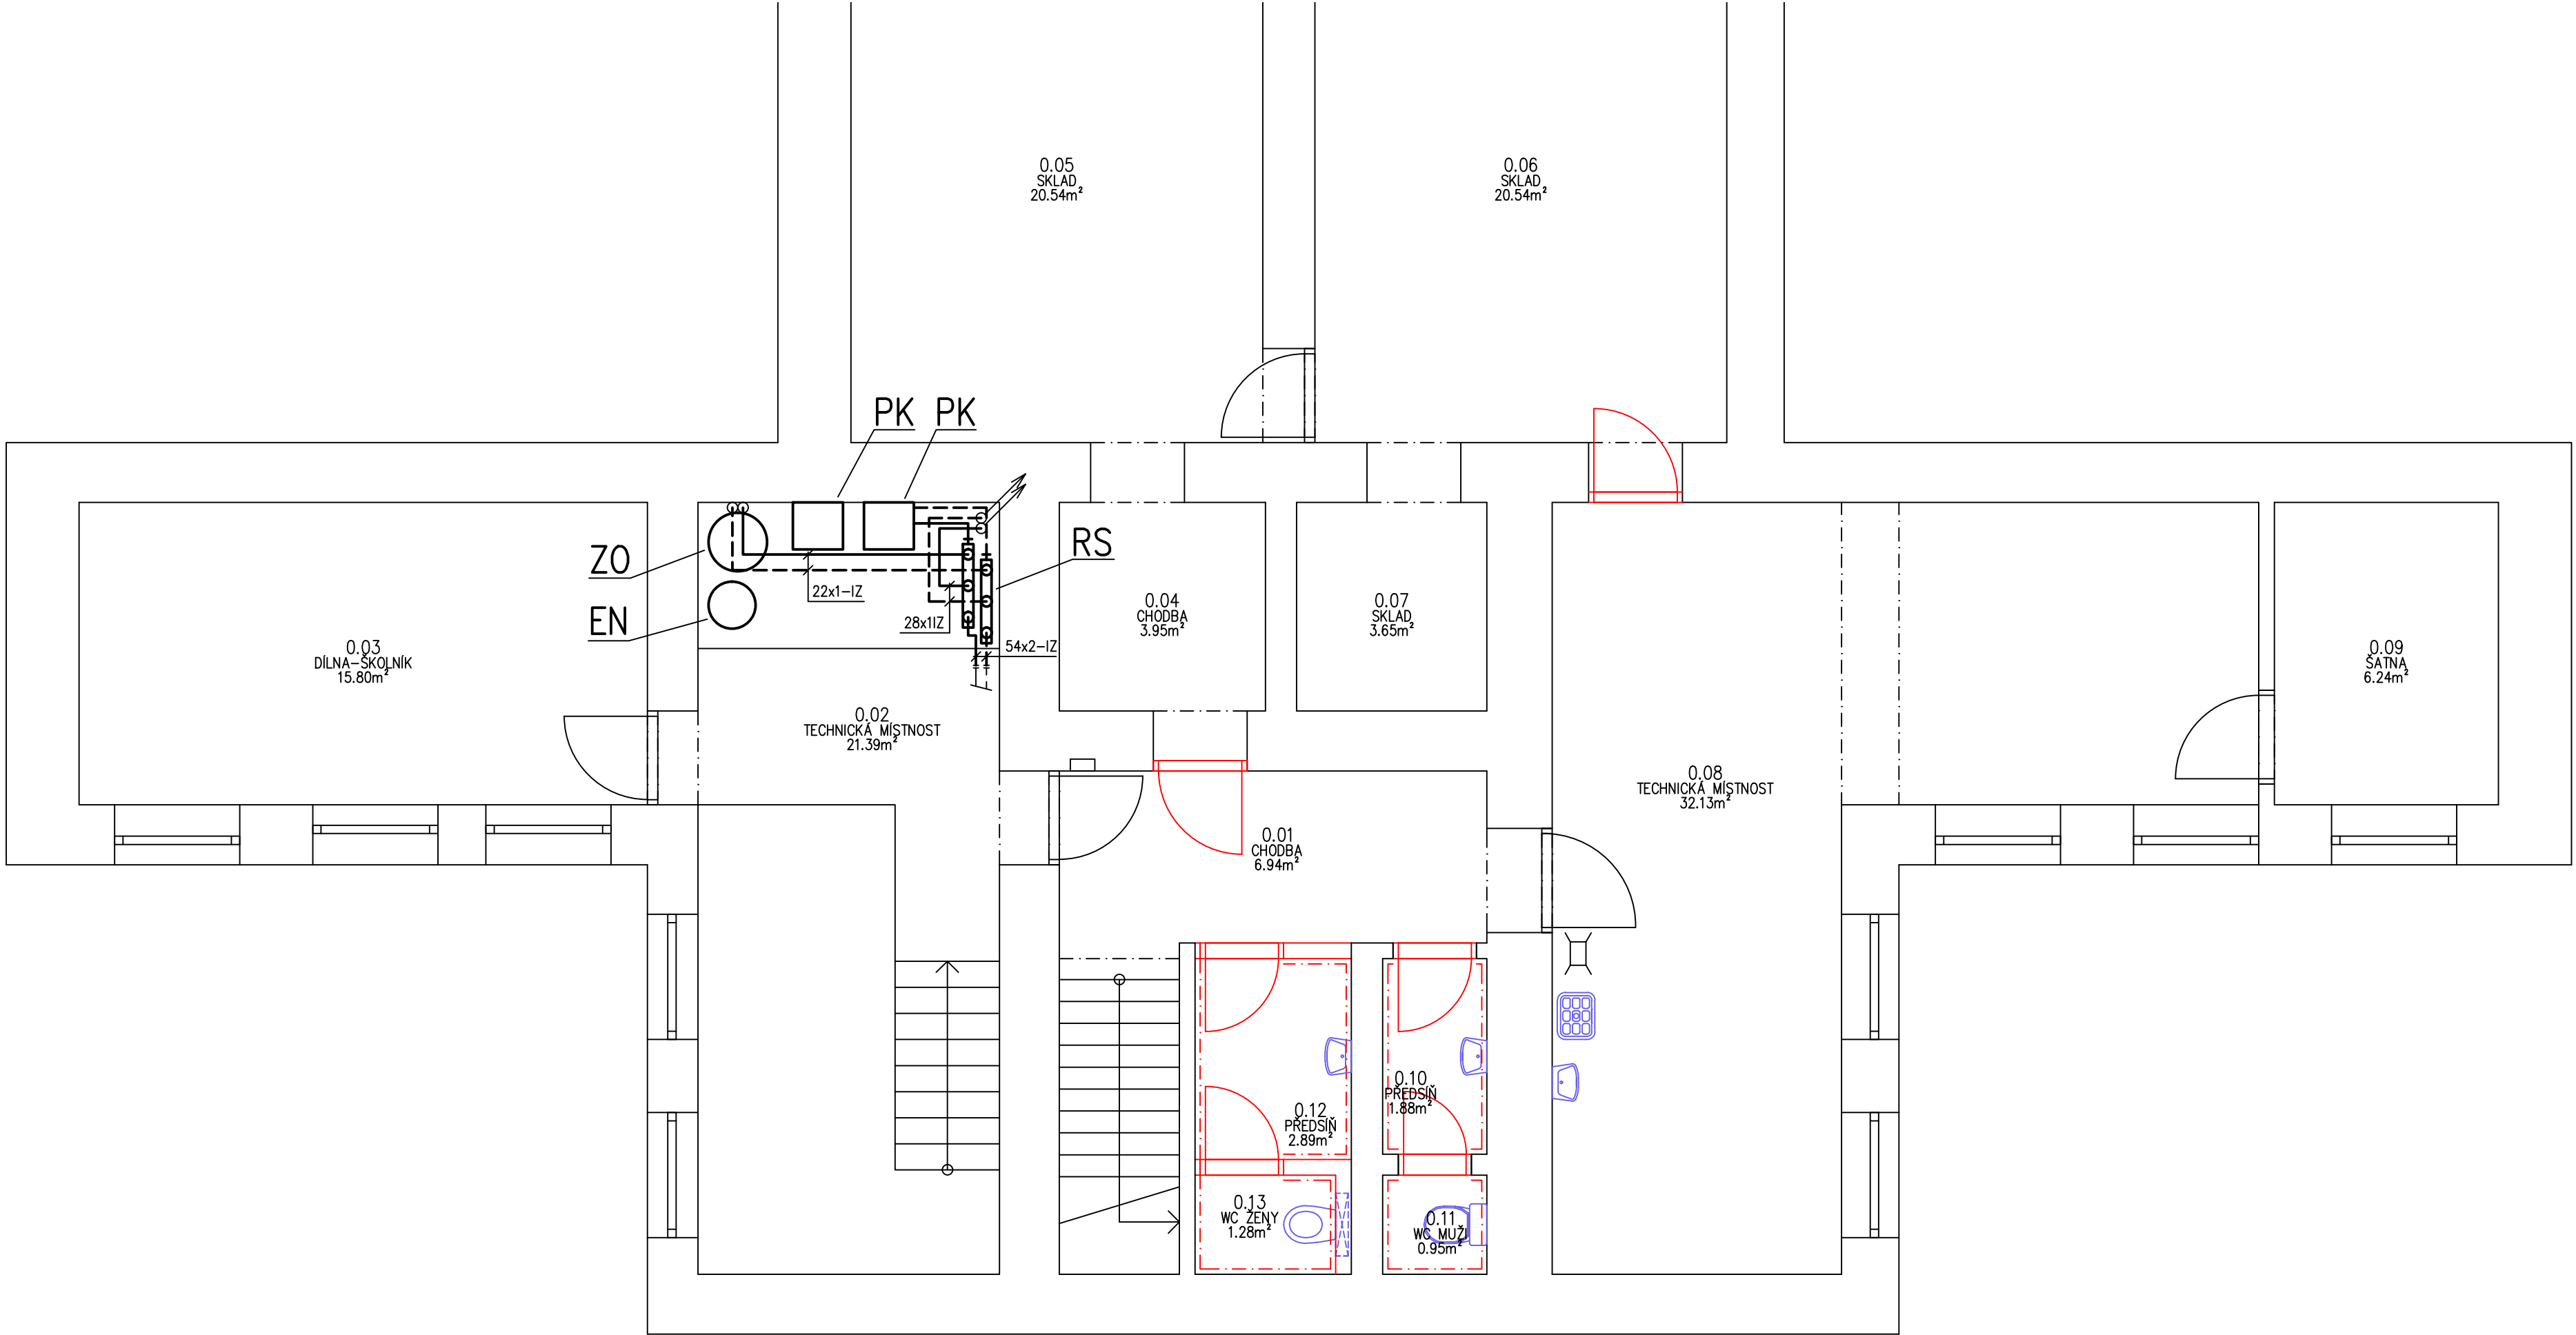 0.05
SKLAD
20.54m²
0.06
SKLAD
20.54m²
PK
PK
ZO
RS
22x1-IZ
EN
28x1IZ
54x2-IZ
0.03
DÍLNA-ŠKOLNÍK
15.80m²
0.02
TECHNICKÁ MÍSTNOST
21.39m²
0.04
CHODBA
3.95m²
0.07
SKLAD
3.65m²
0.09
ŠATNA
6.24m²
0.08
TECHNICKÁ MÍSTNOST
32.13m²
0.01
CHODBA
6.94m²
0.10
PŘEDSÍŇ
1.88m²
0.12
PŘEDSÍŇ
2.89m²
0.13
WC ŽENY
1.28m²
0.11
WC MUŽI
0.95m²